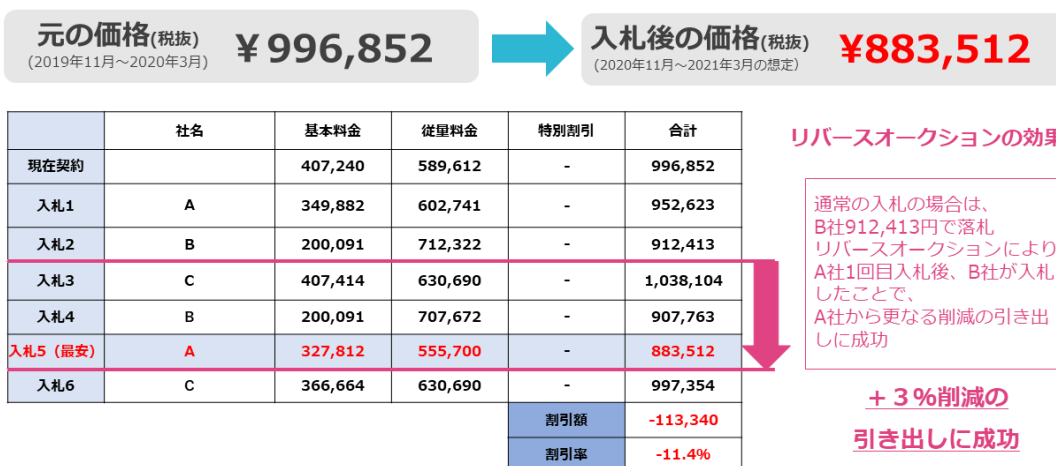 元の価格(税抜)
(2019年11月～2020年3月)
￥996,852
入札後の価格(税抜)
(2020年11月～2021年3月の想定)
¥883,512
社名 基本料金 従量料金 特別割引 合計
現在契約 407,240 589,612 - 996,852
入札1 A 349,882 602,741 - 952,623
入札2 B 200,091 712,322 - 912,413
入札3 C 407,414 630,690 - 1,038,104
入札4 B 200,091 707,672 - 907,763
入札5（最安） A 327,812 555,700 - 883,512
入札6 C 366,664 630,690 - 997,354
割引額 -113,340
割引率 -11.4%
リバースオークションの効果
通常の入札の場合は、
B社912,413円で落札
リバースオークションにより
A社1回目入札後、B社が入札
したことで、
A社から更なる削減の引き出
しに成功
＋３%削減の
引き出しに成功